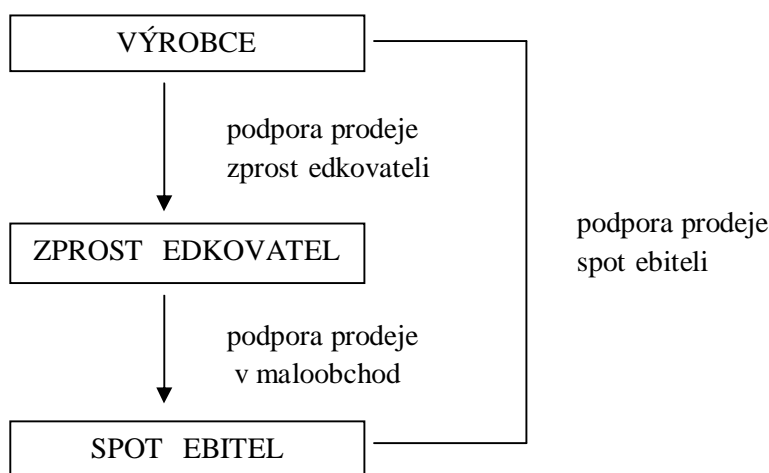 VÝROBCE
podpora prodeje
zprost edkovateli
ZPROST EDKOVATEL
podpora prodeje
spot ebiteli
podpora prodeje
v maloobchod
SPOT EBITEL